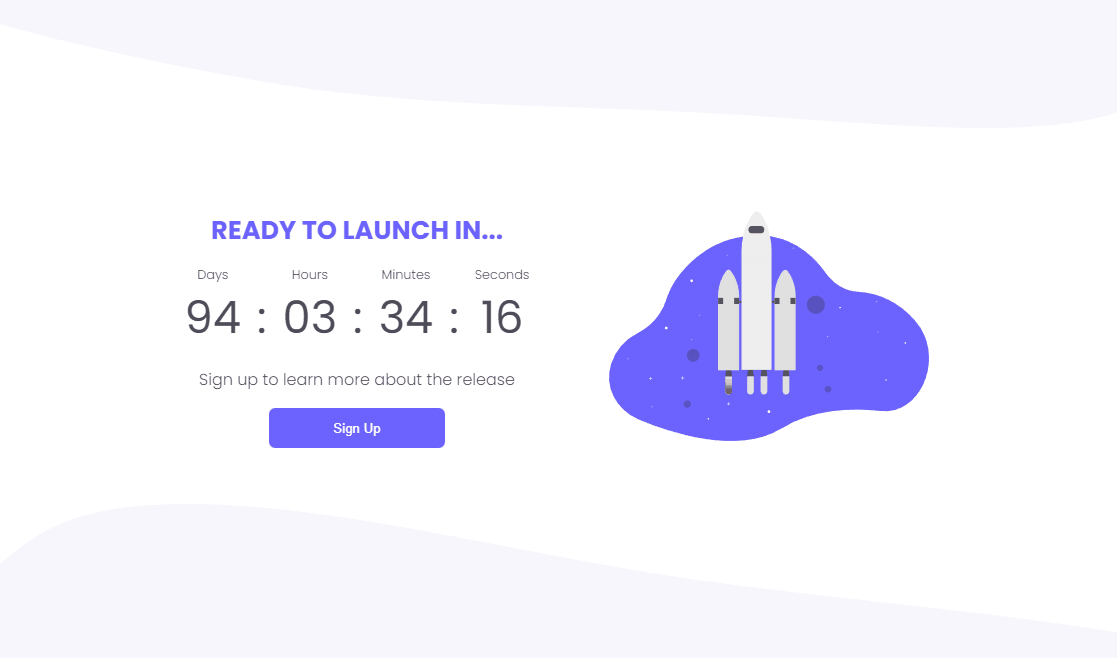 READY TO LAUNCH IN...
Days Hours Minutes Seconds
94 : 03 : 34 : 16
Sign up to learn more about the release
Sign Up